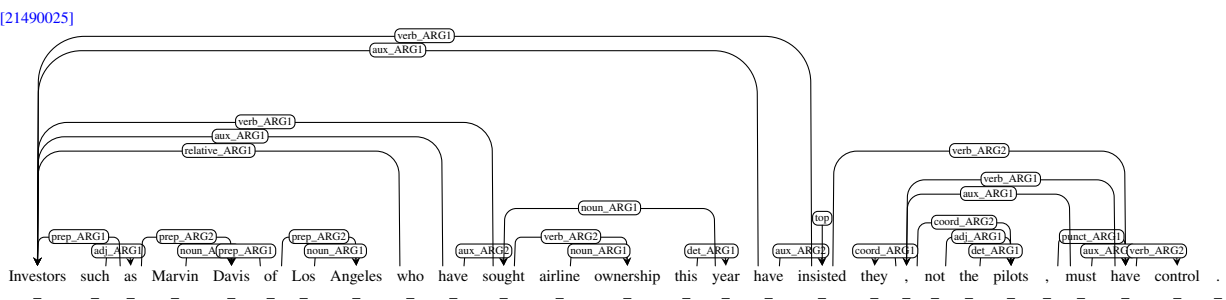 [21490025]
verb_ARG1
aux_ARG1
verb_ARG1
aux_ARG1
relative_ARG1 verb_ARG2
verb_ARG1
aux_ARG1
noun_ARG1
top coord_ARG2
prep_ARG1 prep_ARG2 prep_ARG2 verb_ARG2 adj_ARG1 punct_ARG1
adj_ARG1 prep_ARG1 noun_ARG1 aux_ARG2 noun_ARG1 det_ARG1 aux_ARG2 coord_ARG1 det_ARG1 verb_ARG2
Investors such as Marvin Davis of Los Angeles who have sought airline ownership this year have insisted they , not the pilots , must have control .